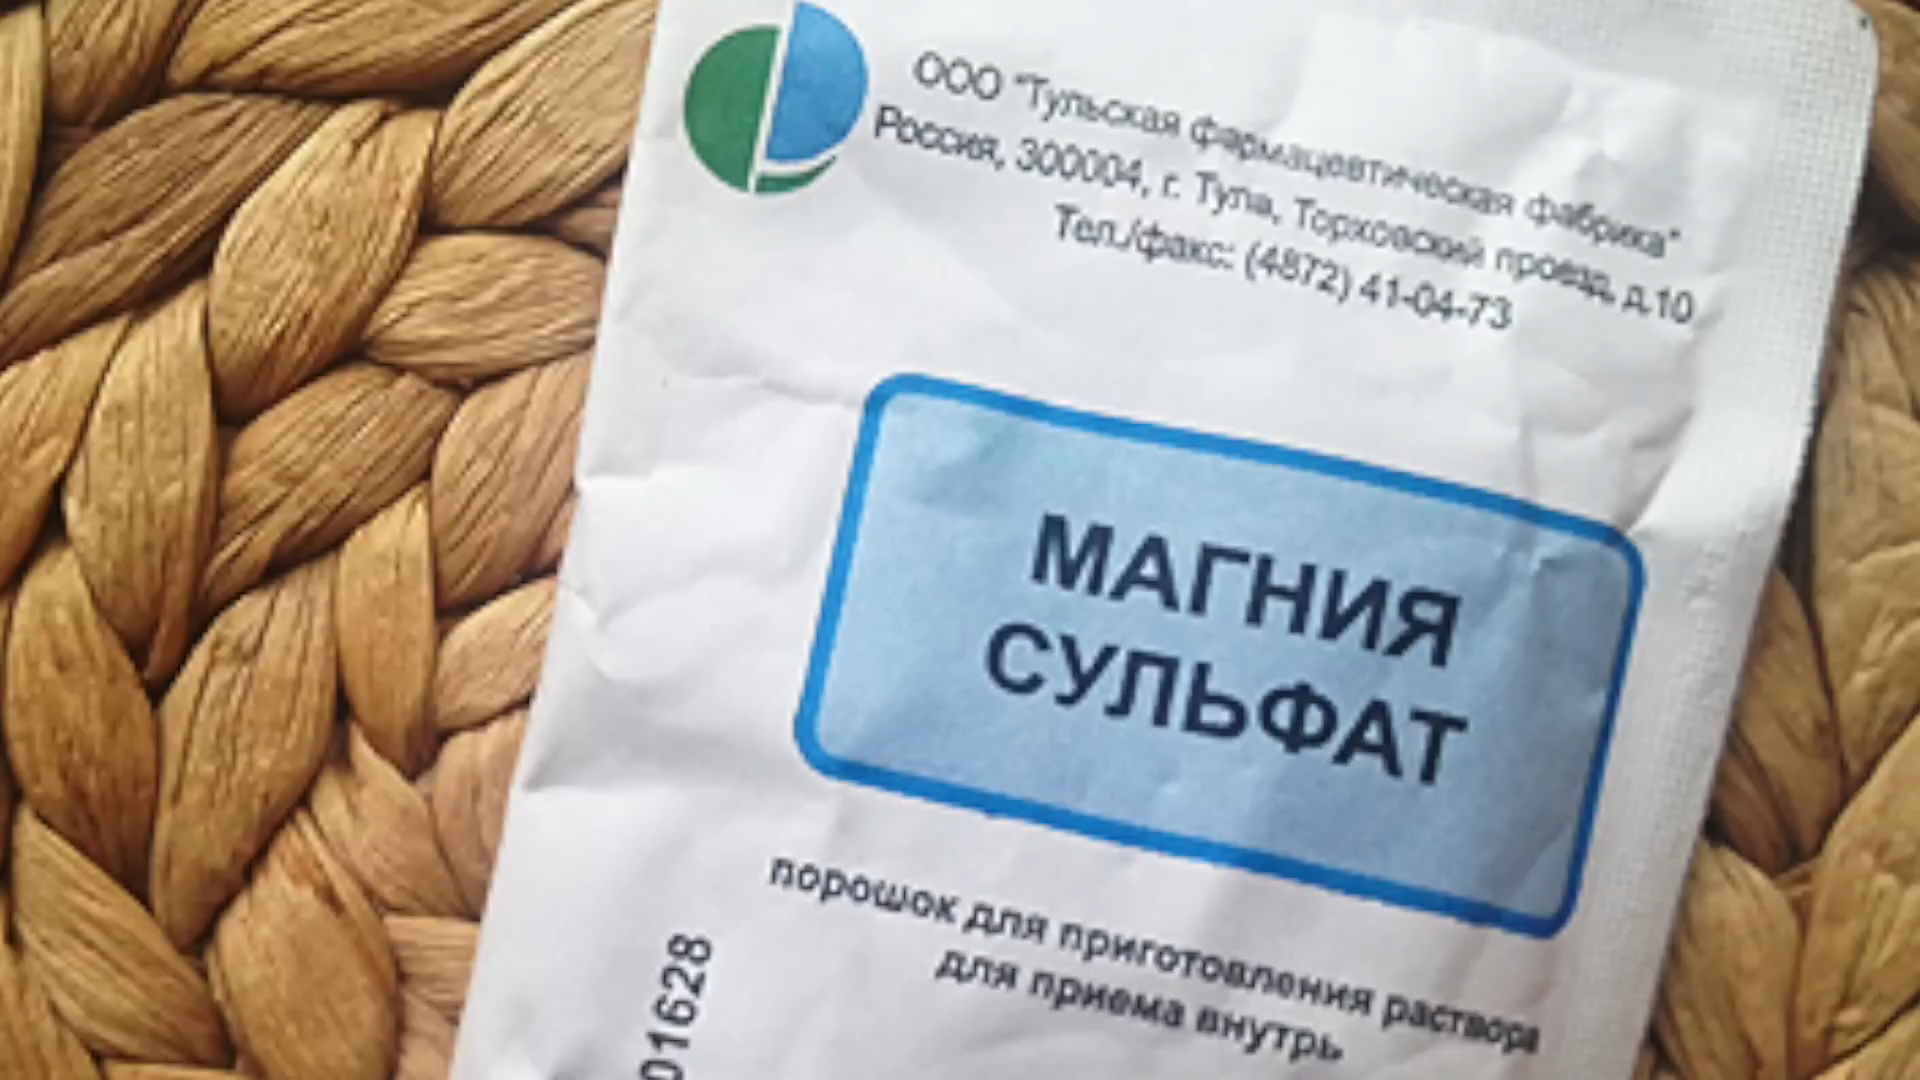 ООО "Тульская фармацевтическая фабрика"
Россия, 300004, г. Тула, Торховский проезд, д.10
Тел./факс: (4872) 41-04-73
МАГНИЯ
СУЛЬФАТ
порошок для приготовления раствора
для приема внутрь
01628